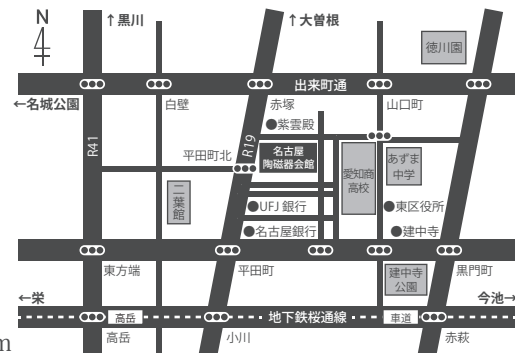 N
↑黒川
↑大曽根
徳川園
出来町通
←名城公園
白壁
赤塚
山口町
●紫雲殿
R41
R19
平田町北
名古屋
陶磁器会館
愛知商
高校
あずま
中学
二葉館
●UFJ 銀行
●東区役所
●名古屋銀行
●建中寺
東方端
平田町
建中寺
公園
黒門町
←栄
今池→
高岳
地下鉄桜通線
車道
高岳
小川
赤萩
m